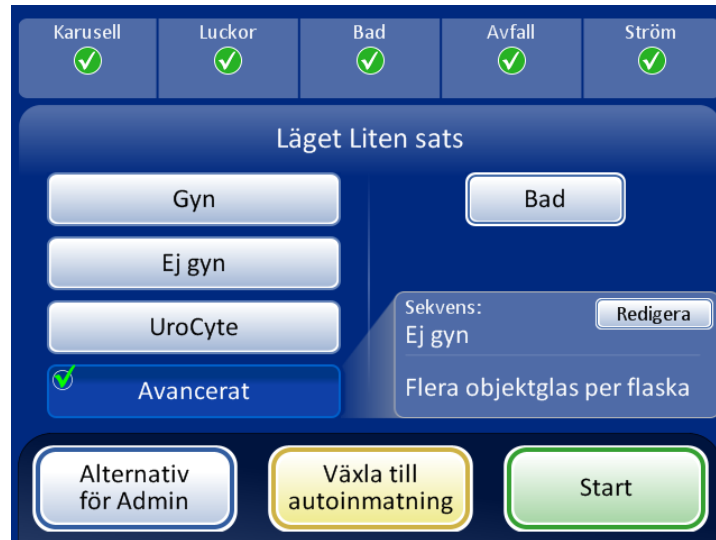 Karusell
Luckor
Bad
Avfall
Ström
Läget Liten sats
Gyn
Bad
Ej gyn
UroCyte
Sekvens:
Redigera
Ej gyn
Avancerat
Flera objektglas per flaska
Alternativ
för Admin
Växla till
autoinmatning
Start